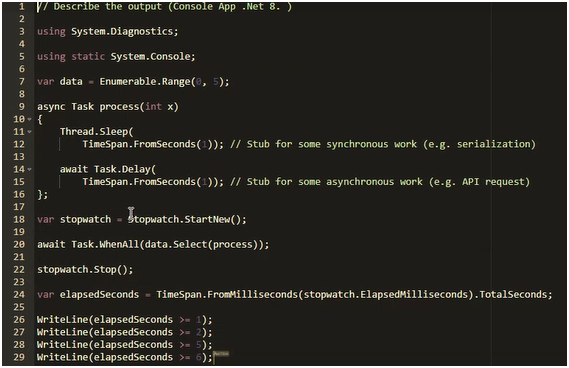 1 // Describe the output (Console App .Net 8. )
2
3 using System.Diagnostics;
4
5 using static System.Console;
6
7 var data = Enumerable.Range(0, 5);
8
9 async Task process(int x)
10 {
11     Thread.Sleep(
12         TimeSpan.FromSeconds(1)); // Stub for some synchronous work (e.g. serialization)
13
14     await Task.Delay(
15         TimeSpan.FromSeconds(1)); // Stub for some asynchronous work (e.g. API request)
16 };
17
18 var stopwatch = Stopwatch.StartNew();
19
20 await Task.WhenAll(data.Select(process));
21
22 stopwatch.Stop();
23
24 var elapsedSeconds = TimeSpan.FromMilliseconds(stopwatch.ElapsedMilliseconds).TotalSeconds;
25
26 WriteLine(elapsedSeconds >= 1);
27 WriteLine(elapsedSeconds >= 2);
28 WriteLine(elapsedSeconds >= 5);
29 WriteLine(elapsedSeconds >= 6);